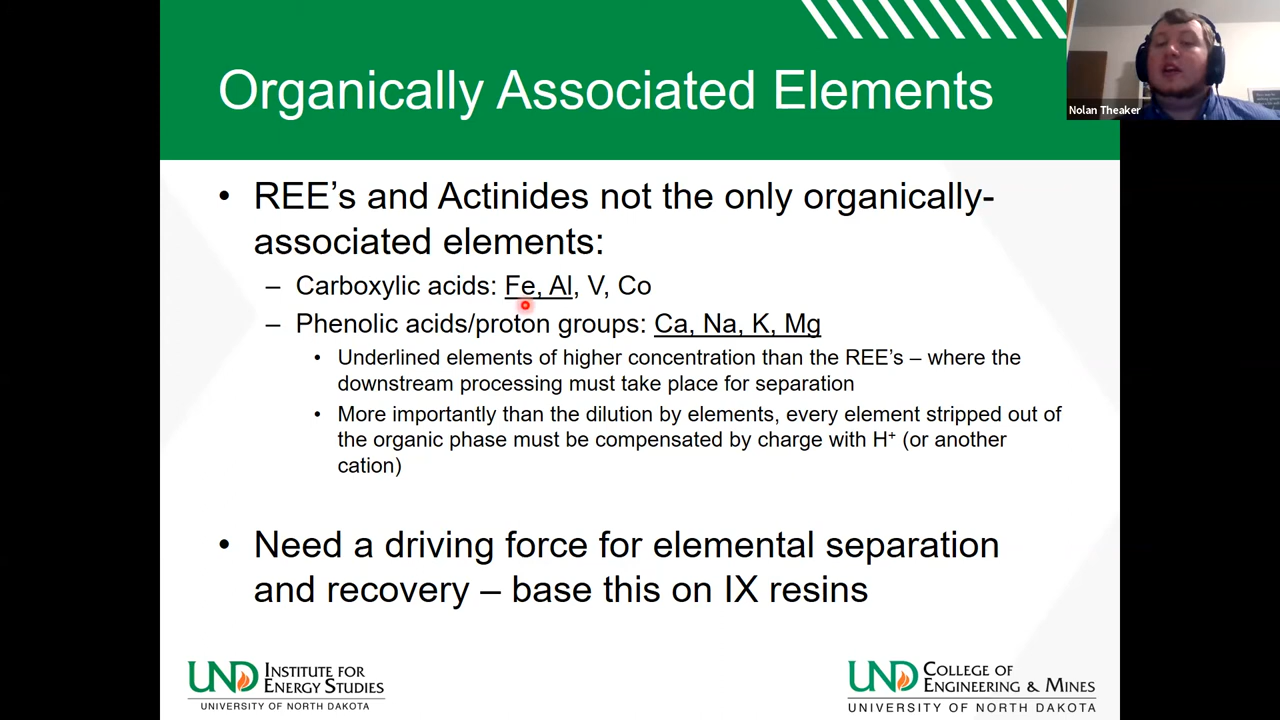 Organically Associated Elements
Nolan Theaker
• REE’s and Actinides not the only organically-
associated elements:
– Carboxylic acids: Fe, Al, V, Co
– Phenolic acids/proton groups: Ca, Na, K, Mg
• Underlined elements of higher concentration than the REE’s – where the
downstream processing must take place for separation
• More importantly than the dilution by elements, every element stripped out of
the organic phase must be compensated by charge with H⁺ (or another
cation)
• Need a driving force for elemental separation
and recovery – base this on IX resins
UND INSTITUTE FOR
ENERGY STUDIES
UNIVERSITY OF NORTH DAKOTA
UND COLLEGE OF
ENGINEERING & MINES
UNIVERSITY OF NORTH DAKOTA